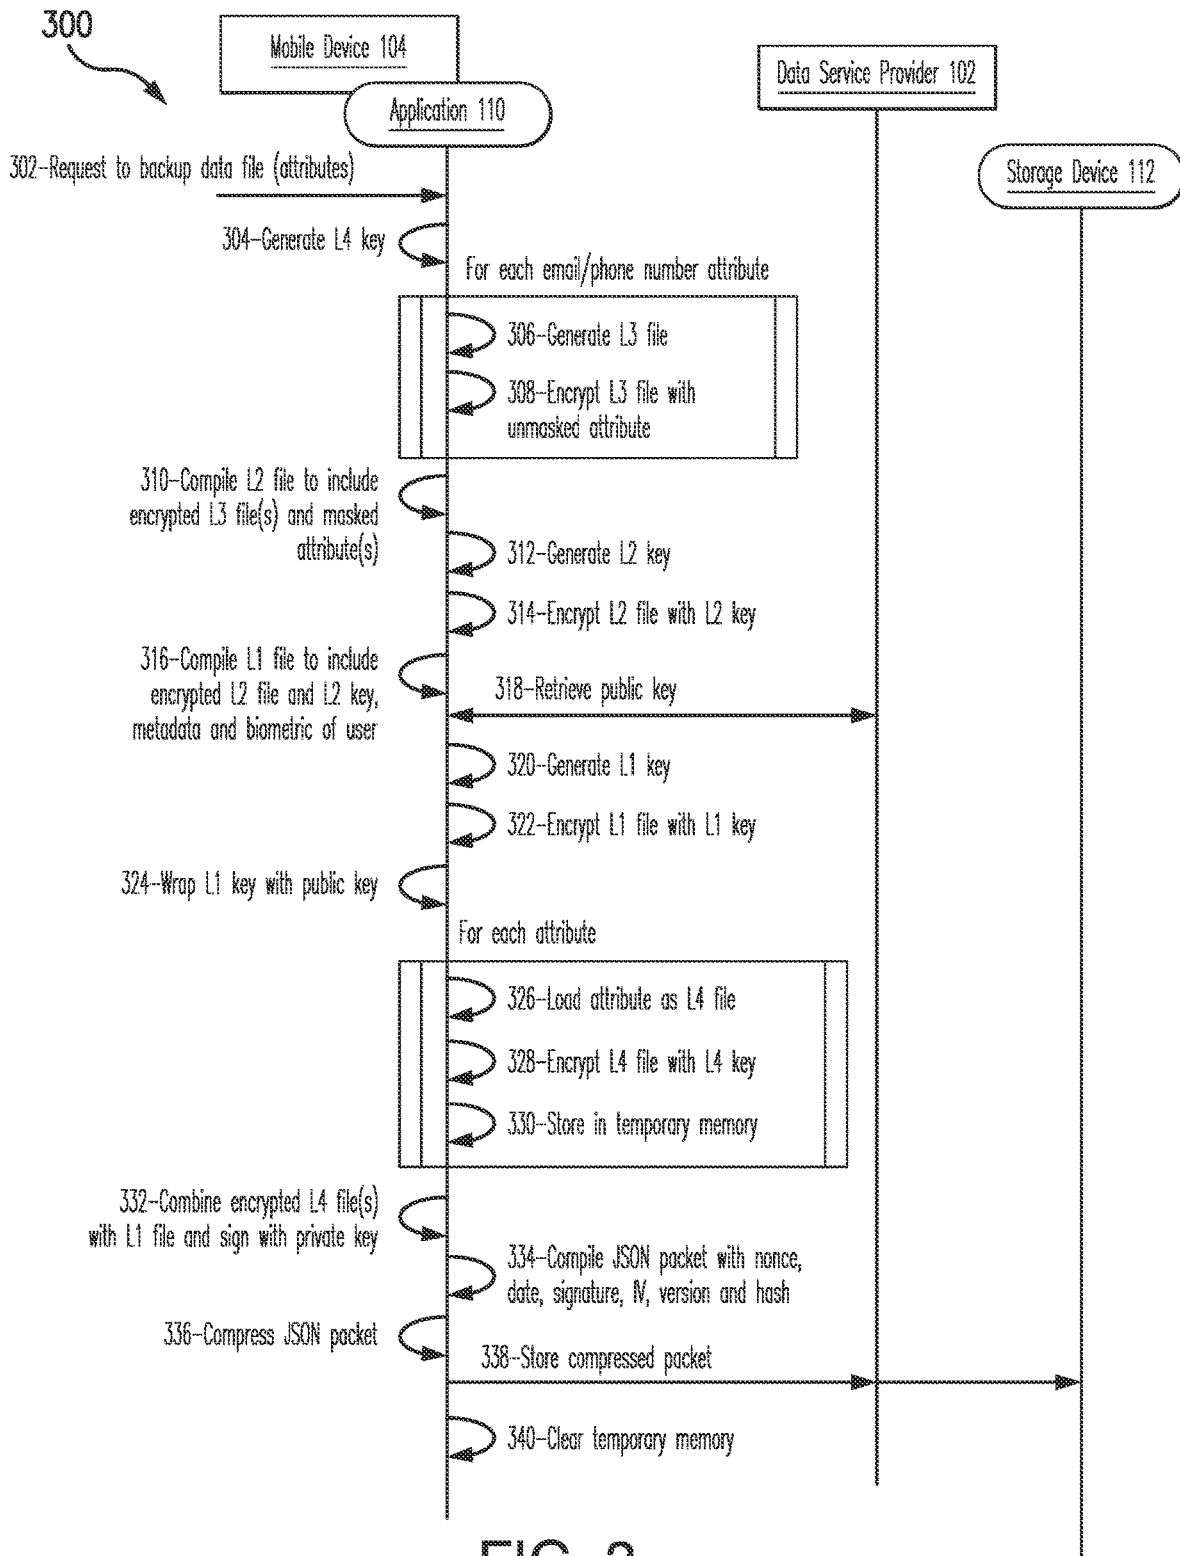 300
Mobile Device 104
Data Service Provider 102
Application 110
Storage Device 112
302-Request to backup data file (attributes)
304-Generate L4 key
For each email/phone number attribute
306-Generate L3 file
308-Encrypt L3 file with
unmasked attribute
310-Compile L2 file to include
encrypted L3 file(s) and masked
attribute(s)
312-Generate L2 key
314-Encrypt L2 file with L2 key
316-Compile L1 file to include
encrypted L2 file and L2 key,
metadata and biometric of user
318-Retrieve public key
320-Generate L1 key
322-Encrypt L1 file with L1 key
324-Wrap L1 key with public key
For each attribute
326-Load attribute as L4 file
328-Encrypt L4 file with L4 key
330-Store in temporary memory
332-Combine encrypted L4 file(s)
with L1 file and sign with private key
334-Compile JSON packet with nonce,
date, signature, IV, version and hash
336-Compress JSON packet
338-Store compressed packet
340-Clear temporary memory